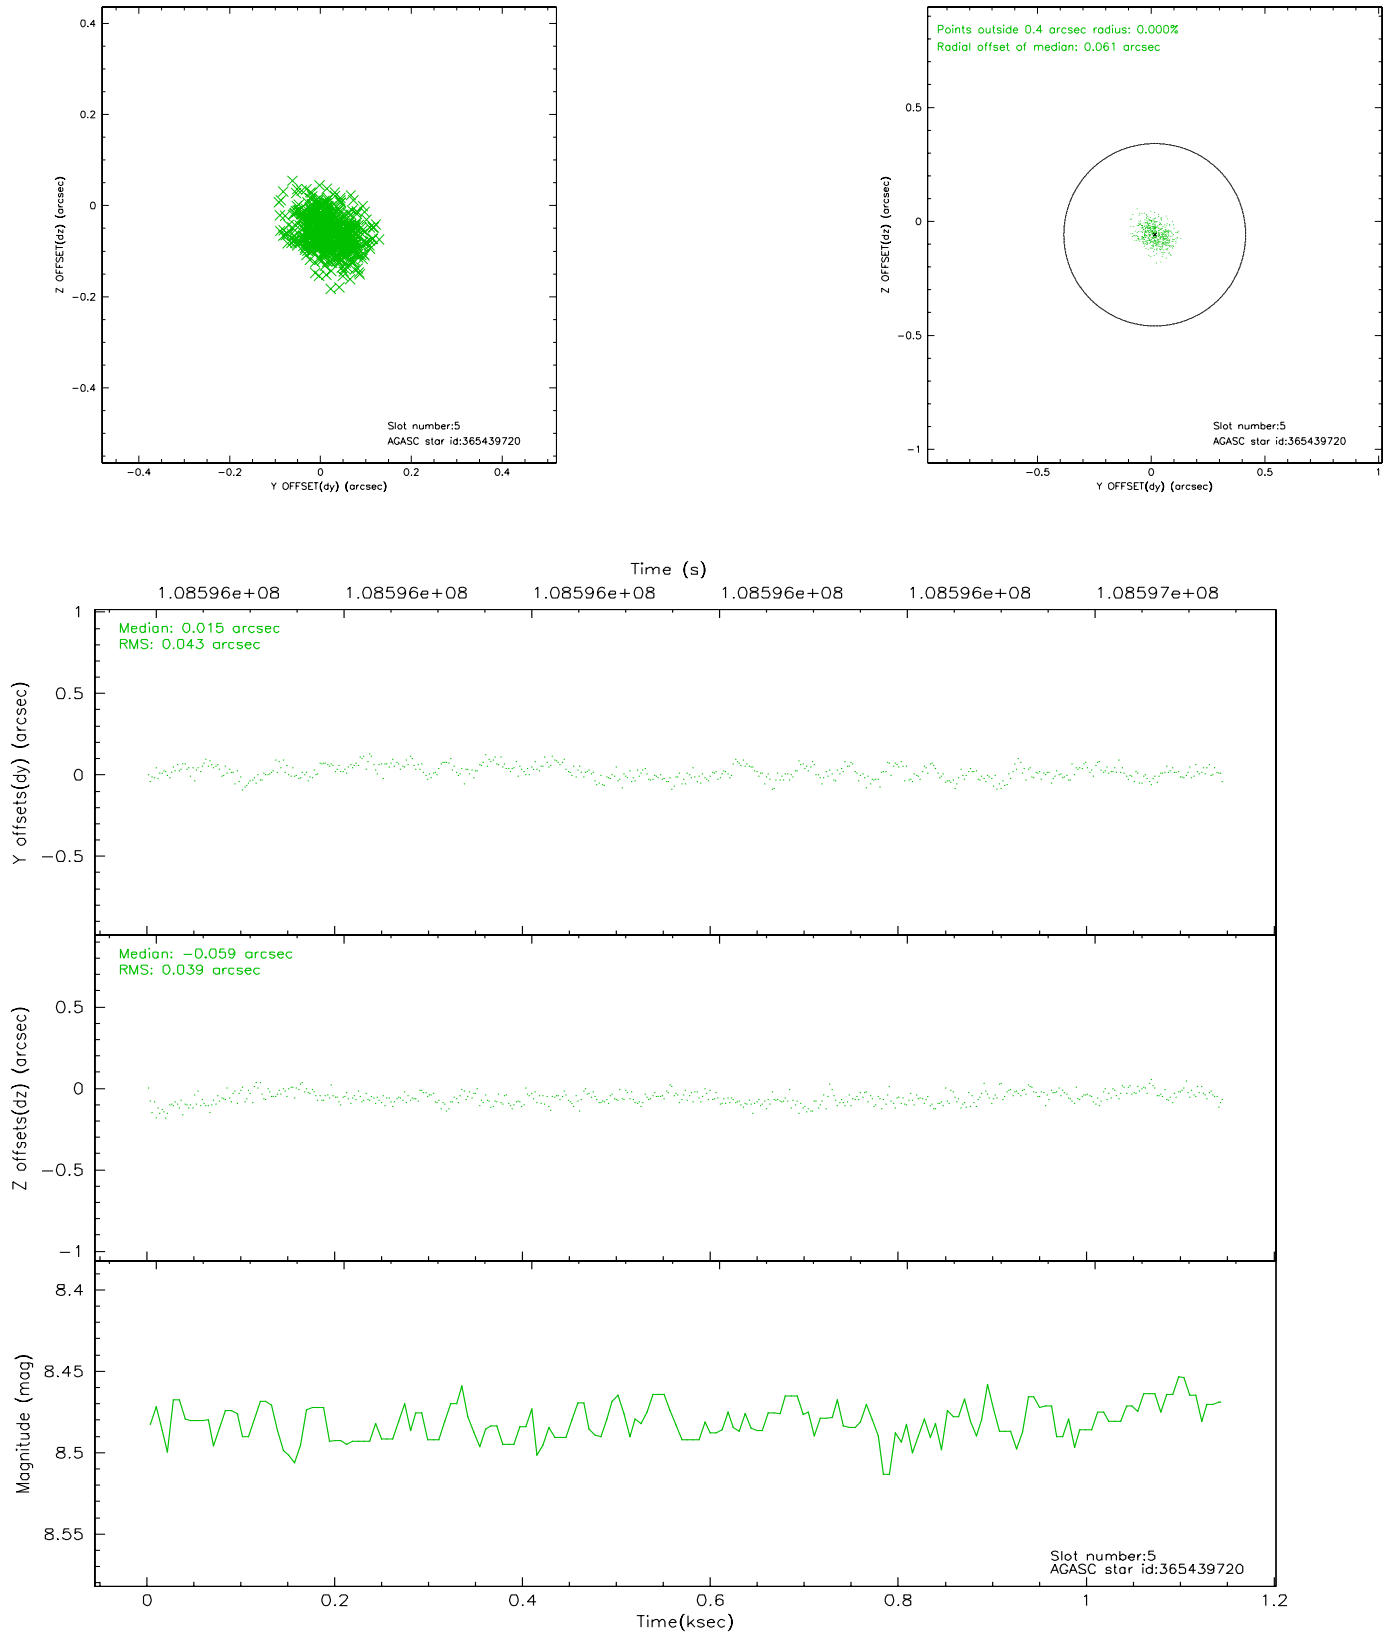 0.4
0.2
0
−0.2
−0.4
Z OFFSET(dz) (arcsec)
Slot number:5
AGASC star id:365439720
−0.4 −0.2 0 0.2 0.4
Y OFFSET(dy) (arcsec)
Points outside 0.4 arcsec radius: 0.000%
Radial offset of median: 0.061 arcsec
0.5
0
−0.5
−1
Z OFFSET(dz) (arcsec)
Slot number:5
AGASC star id:365439720
−0.5 0 0.5 1
Y OFFSET(dy) (arcsec)
Time (s)
1.08596e+08 1.08596e+08 1.08596e+08 1.08596e+08 1.08596e+08 1.08597e+08
Median: 0.015 arcsec
RMS: 0.043 arcsec
1
0.5
0
−0.5
Y offsets(dy) (arcsec)
Median: −0.059 arcsec
RMS: 0.039 arcsec
0.5
0
−0.5
−1
Z offsets(dz) (arcsec)
8.4
8.45
8.5
8.55
Magnitude (mag)
Slot number:5
AGASC star id:365439720
0 0.2 0.4 0.6 0.8 1 1.2
Time(ksec)